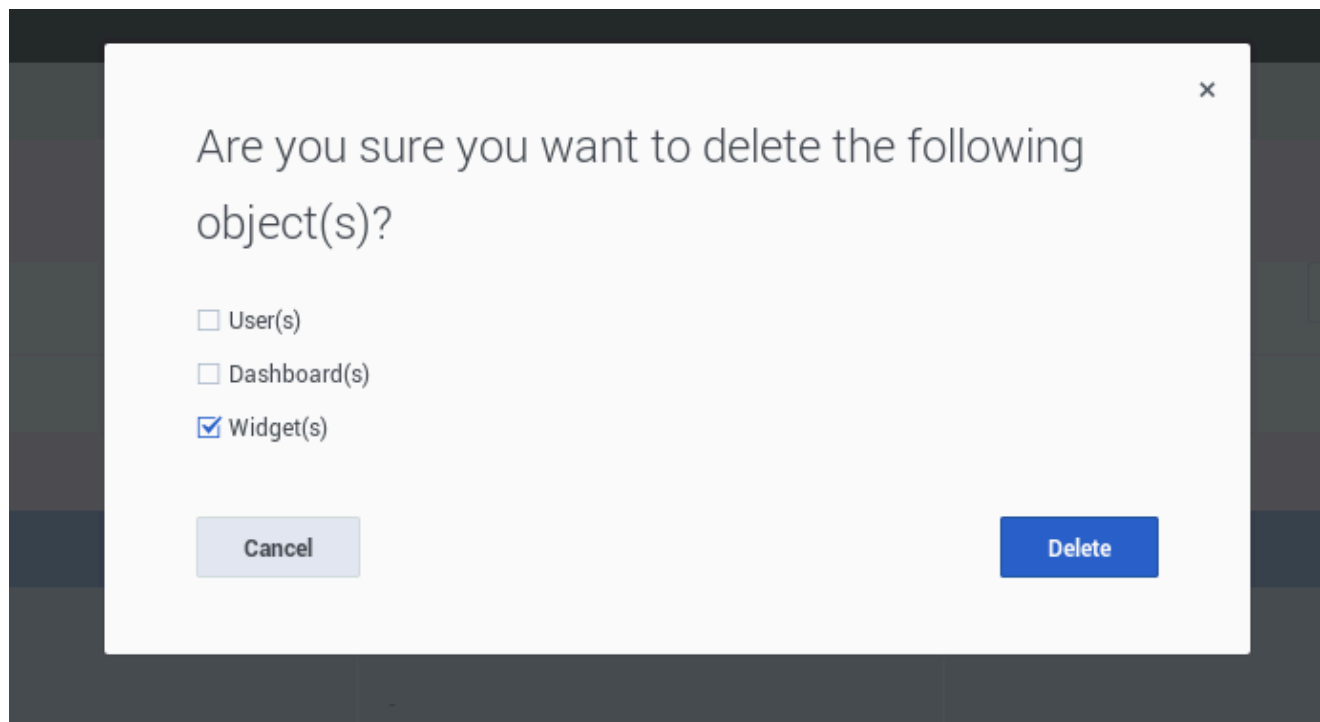 Are you sure you want to delete the following
object(s)?
User(s)
Dashboard(s)
Widget(s)
Cancel
Delete